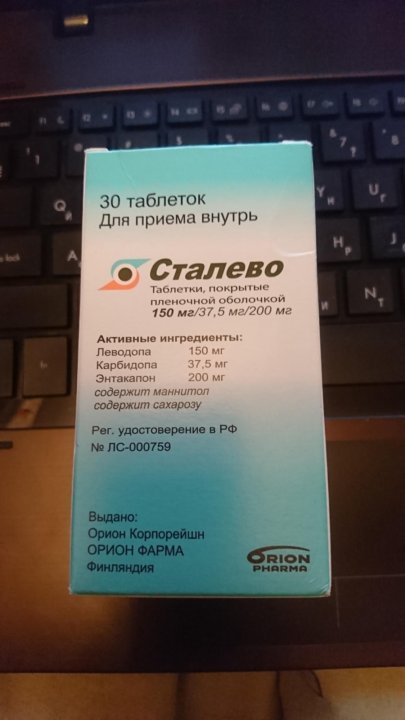 30 таблеток
Для приема внутрь
Сталево
Таблетки, покрытые
пленочной оболочкой
150 мг/37,5 мг/200 мг
Активные ингредиенты:
Леводопа 150 мг
Карбидопа 37,5 мг
Энтакапон 200 мг
содержит маннитол
содержит сахарозу
Рег. удостоверение в РФ
№ ЛС-000759
Выдано:
Орион Корпорейшн
ОРИОН ФАРМА
Финляндия
ORION
PHARMA